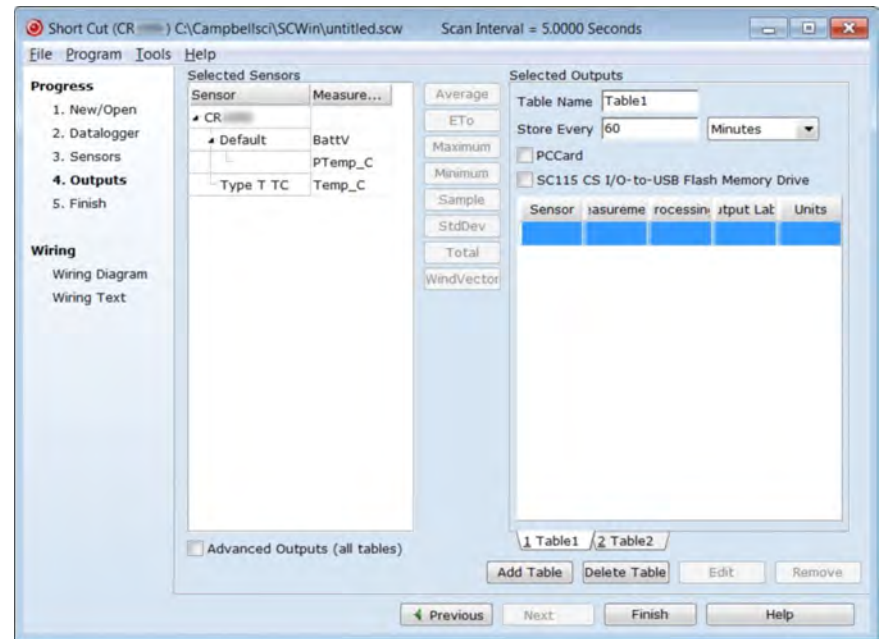 Short Cut (CR ) C:\Campbellsci\SCWin\untitled.scw Scan Interval = 5.0000 Seconds
File Program Tools Help
Progress
1. New/Open
2. Datalogger
3. Sensors
4. Outputs
5. Finish
Wiring
Wiring Diagram
Wiring Text
Selected Sensors
Sensor Measure...
CR
Default BattV
PTemp_C
Type T TC Temp_C
Advanced Outputs (all tables)
Average
ETo
Maximum
Minimum
Sample
StdDev
Total
WindVector
Selected Outputs
Table Name Table1
Store Every 60 Minutes
PCCard
SC115 CS I/O-to-USB Flash Memory Drive
Sensor easureme rocessin utput Lab Units
1 Table1 2 Table2
Add Table Delete Table Edit Remove
Previous Next Finish Help